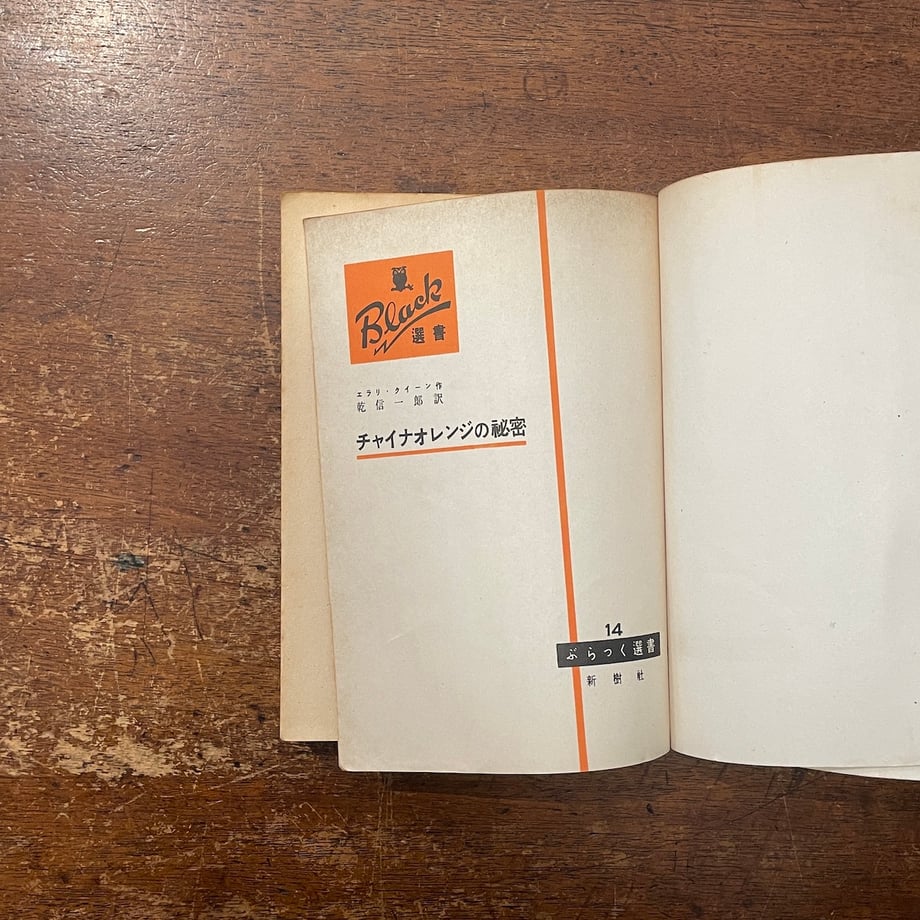 Black
選書
エラリ・クイーン作
乾信一郎訳
チャイナオレンジの祕密
14
ぶらっく選書
新樹社